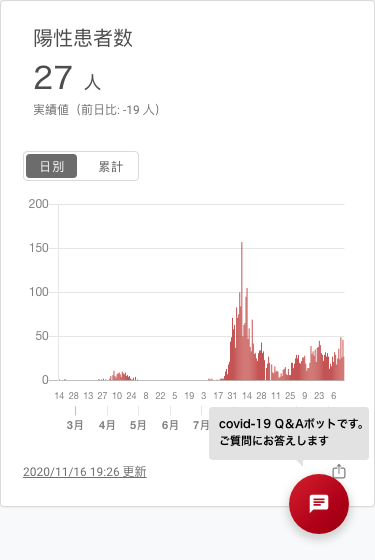 陽性患者数
27 人
実績値（前日比: -19 人）
日別 累計
200
150
100
50
0
14 28 13 27 10 24 8 22 5 19 3 17 31 14 28 11 25 9 23 6
3月 4月 5月 6月 7月
covid-19 Q&Aボットです。
ご質問にお答えします
2020/11/16 19:26 更新